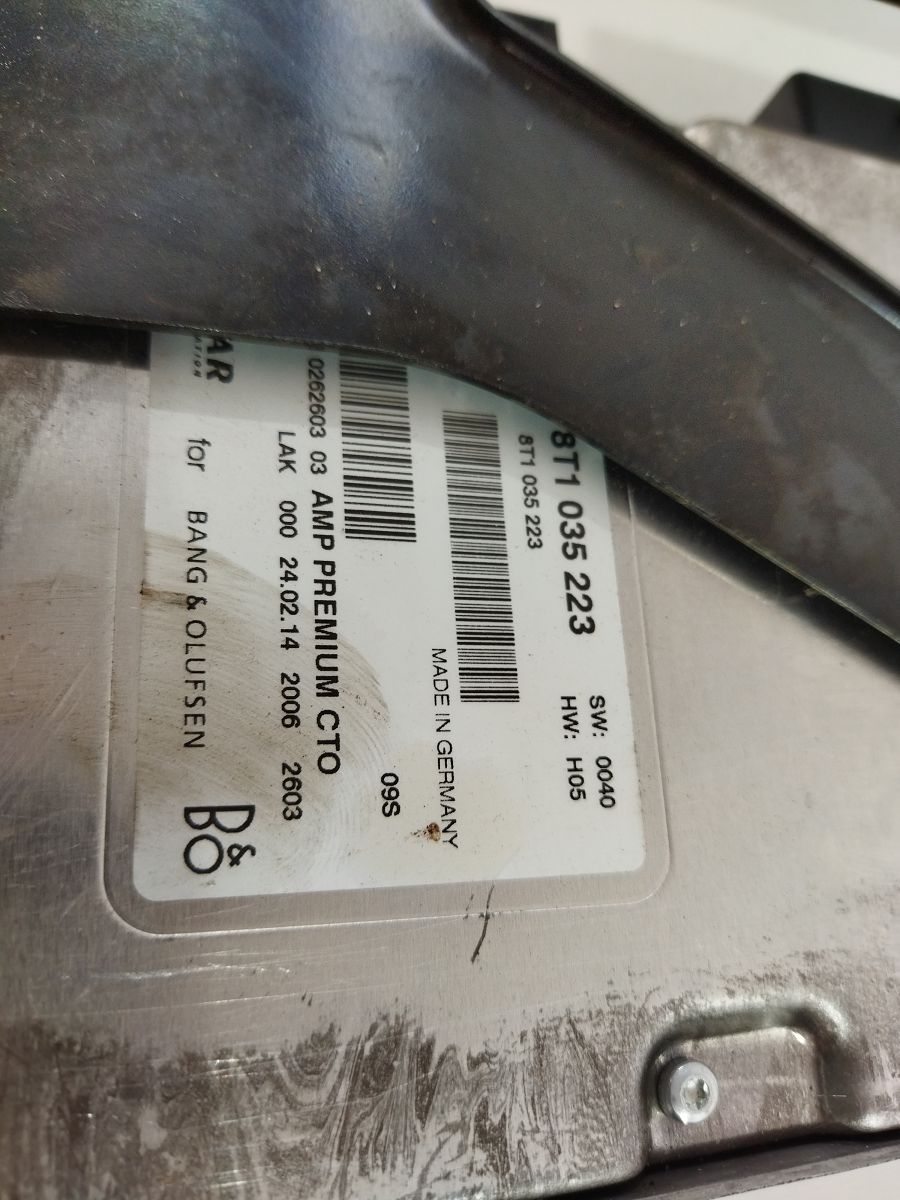 8T1 035 223
SW: 0040
HW: H05
8T1 035 223
MADE IN GERMANY
09S
0262603 03 AMP PREMIUM CTO
LAK 000 24.02.14 2006 2603
for BANG & OLUFSEN
B&O